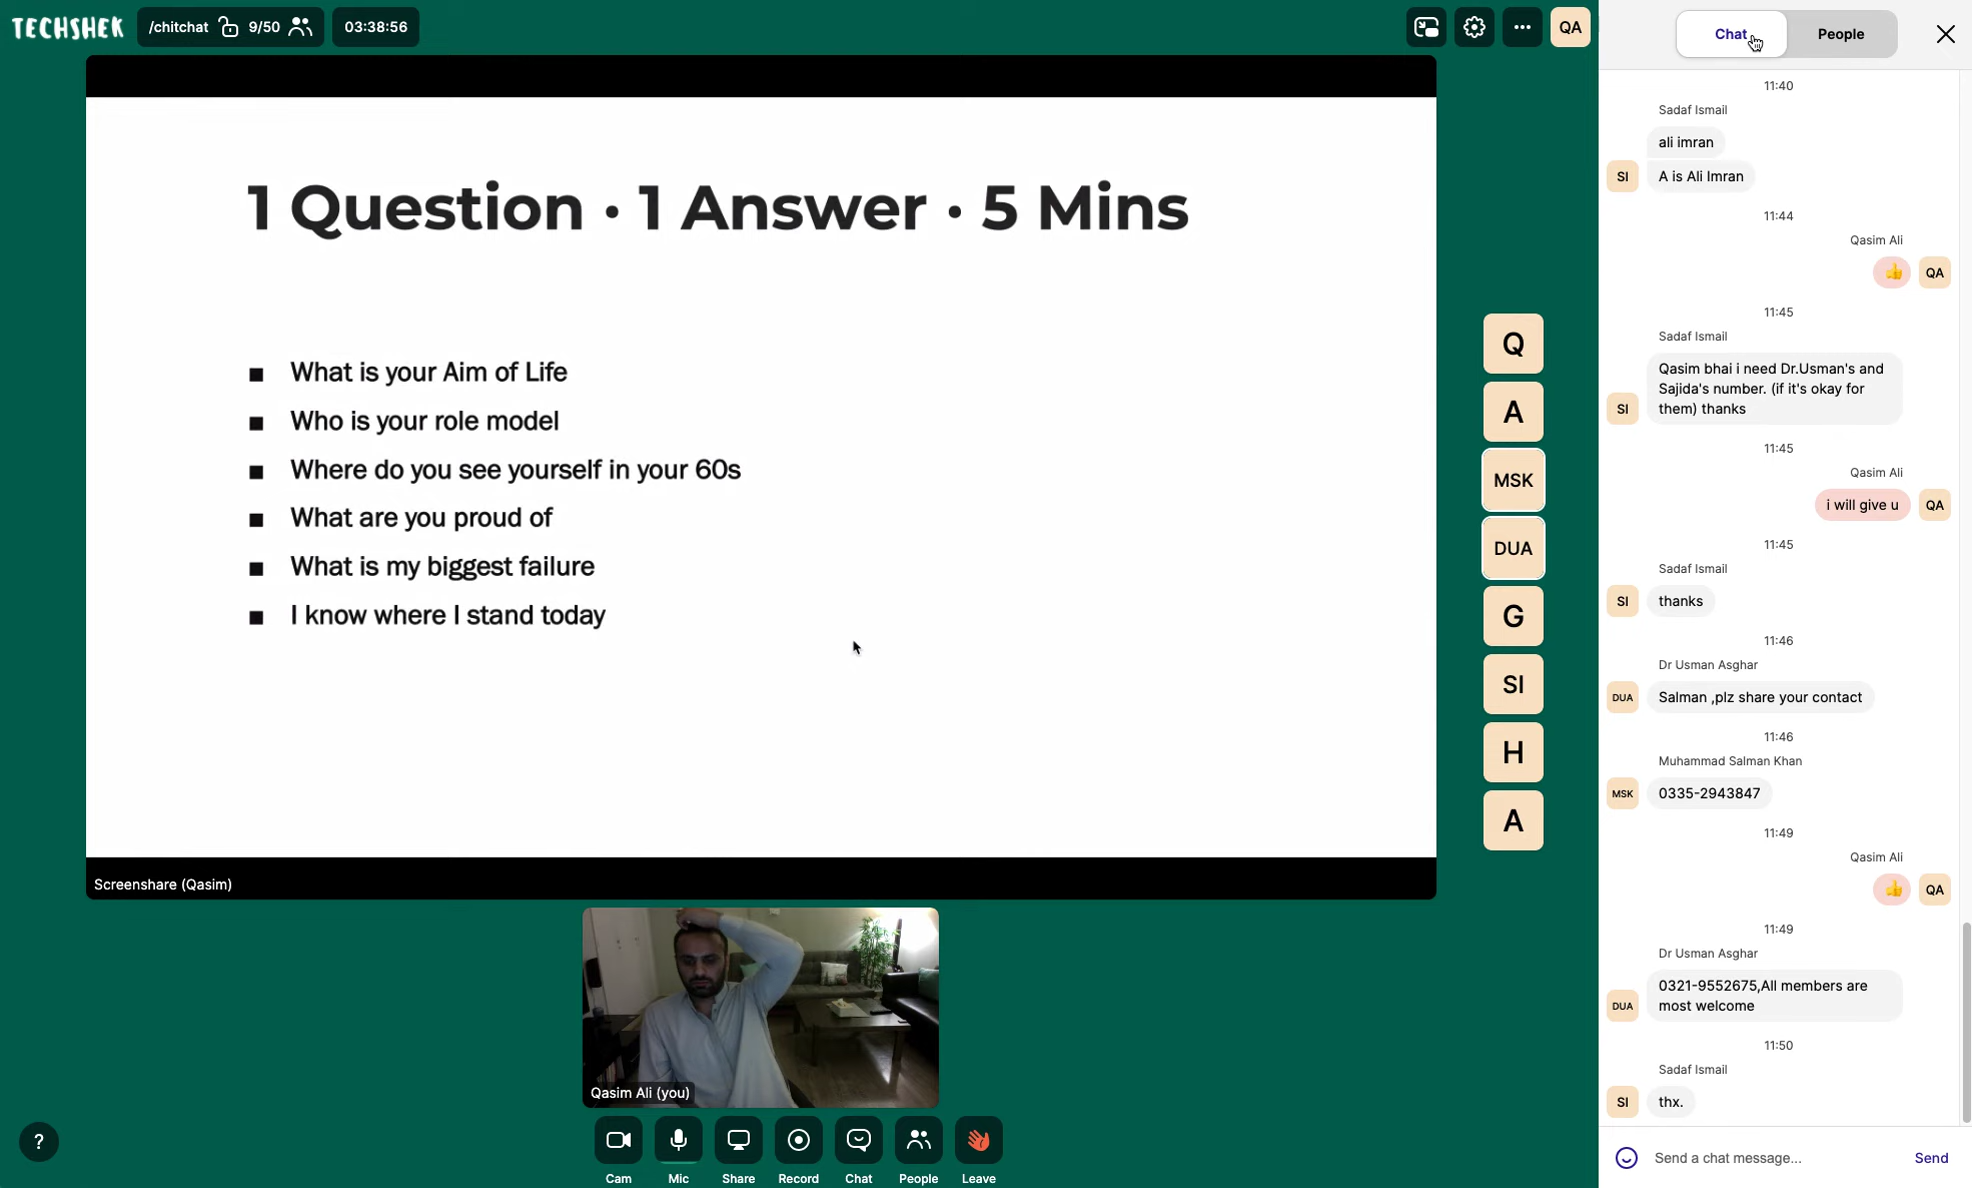 TECHSHEK
/chitchat 9/50
03:38:56
QA
1 Question · 1 Answer · 5 Mins
■ What is your Aim of Life
■ Who is your role model
■ Where do you see yourself in your 60s
■ What are you proud of
■ What is my biggest failure
■ I know where I stand today
Screenshare (Qasim)
Q
A
MSK
DUA
G
SI
H
A
Qasim Ali (you)
?
Cam
Mic
Share
Record
Chat
People
Leave
Chat
People
11:40
Sadaf Ismail
ali imran
SI
A is Ali Imran
11:44
Qasim Ali
👍
QA
11:45
Sadaf Ismail
Qasim bhai i need Dr.Usman's and
Sajida's number. (if it's okay for
them) thanks
SI
11:45
Qasim Ali
i will give u
QA
11:45
Sadaf Ismail
SI
thanks
11:46
Dr Usman Asghar
DUA
Salman ,plz share your contact
11:46
Muhammad Salman Khan
MSK
0335-2943847
11:49
Qasim Ali
👍
QA
11:49
Dr Usman Asghar
0321-9552675,All members are
most welcome
DUA
11:50
Sadaf Ismail
SI
thx.
Send a chat message...
Send